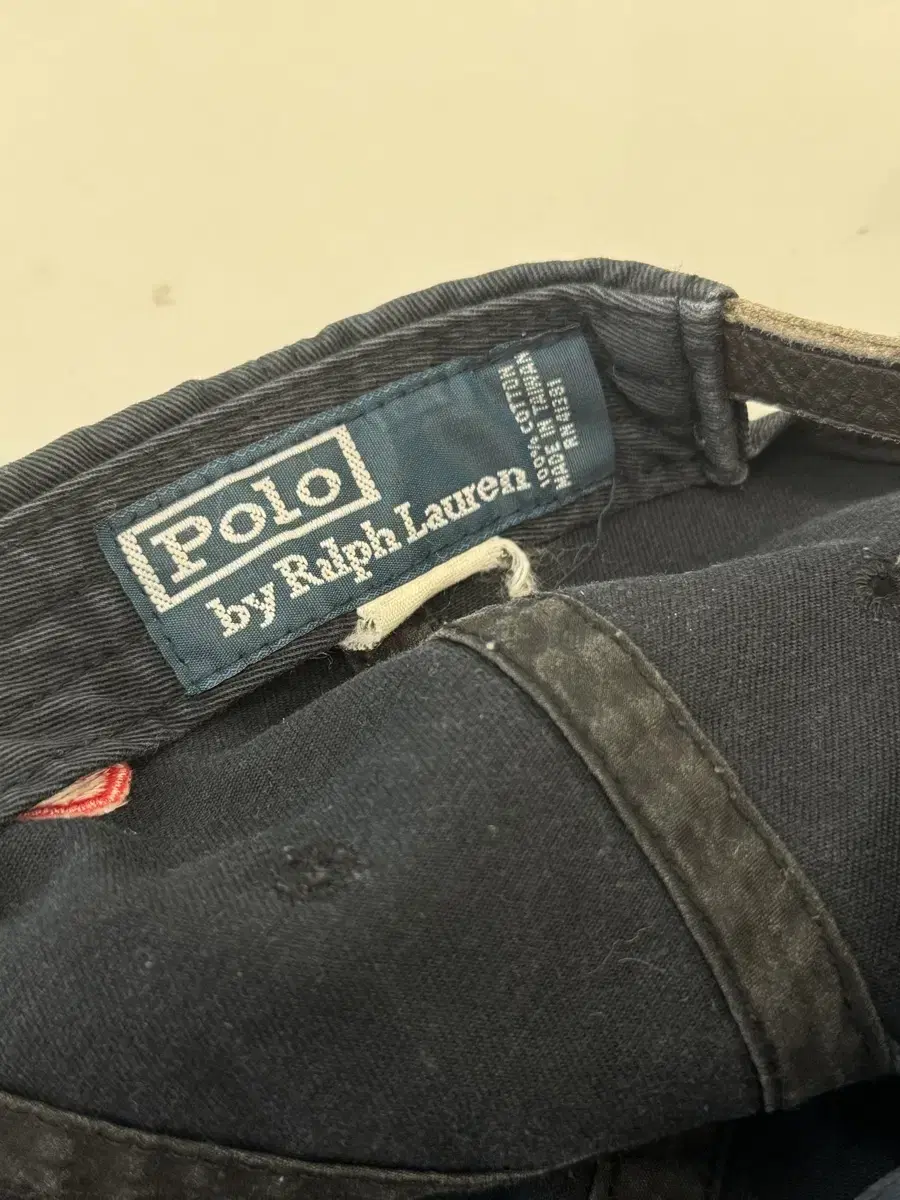 Polo
by Ralph Lauren
100% COTTON
MADE IN TAIWAN
RN 41381